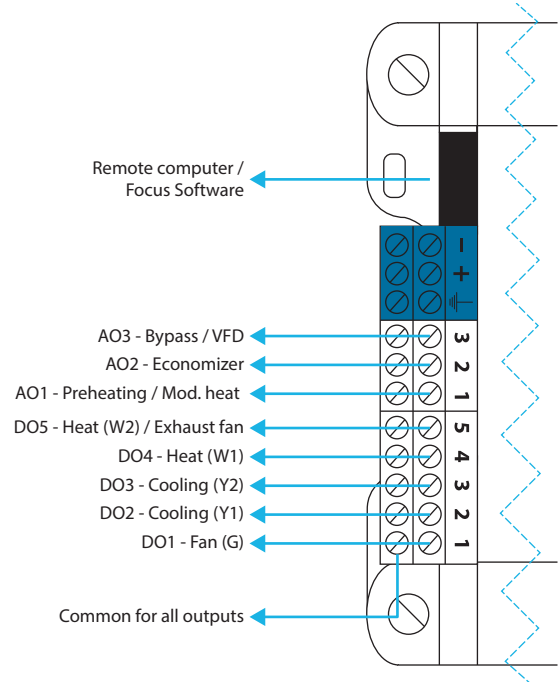 Remote computer /
Focus Software
−
+
AO3 - Bypass / VFD
3
AO2 - Economizer
2
AO1 - Preheating / Mod. heat
1
DO5 - Heat (W2) / Exhaust fan
5
DO4 - Heat (W1)
4
DO3 - Cooling (Y2)
3
DO2 - Cooling (Y1)
2
DO1 - Fan (G)
1
Common for all outputs